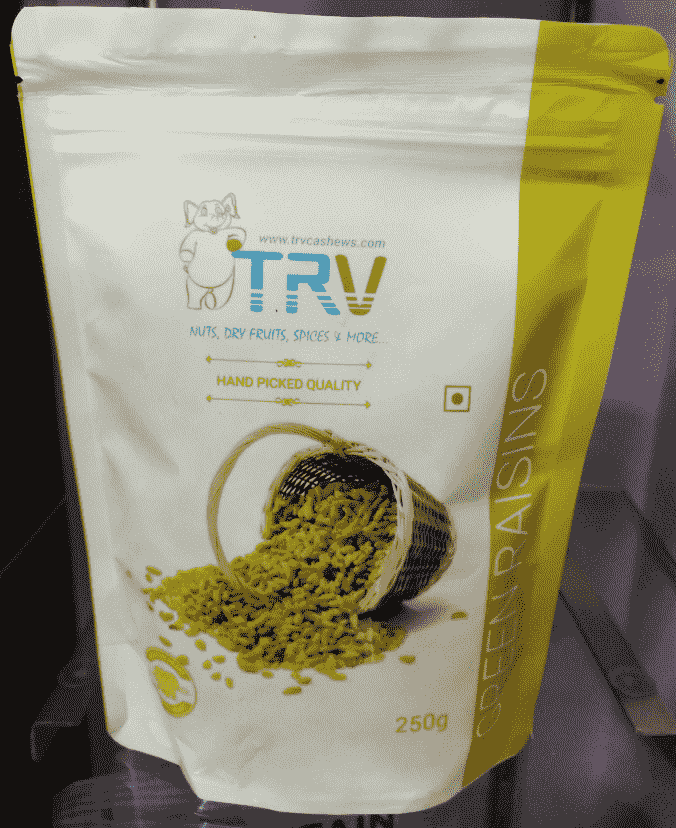 www.trvcashews.com
TRV
NUTS, DRY FRUITS, SPICES & MORE...
HAND PICKED QUALITY
GREEN RAISINS
250g